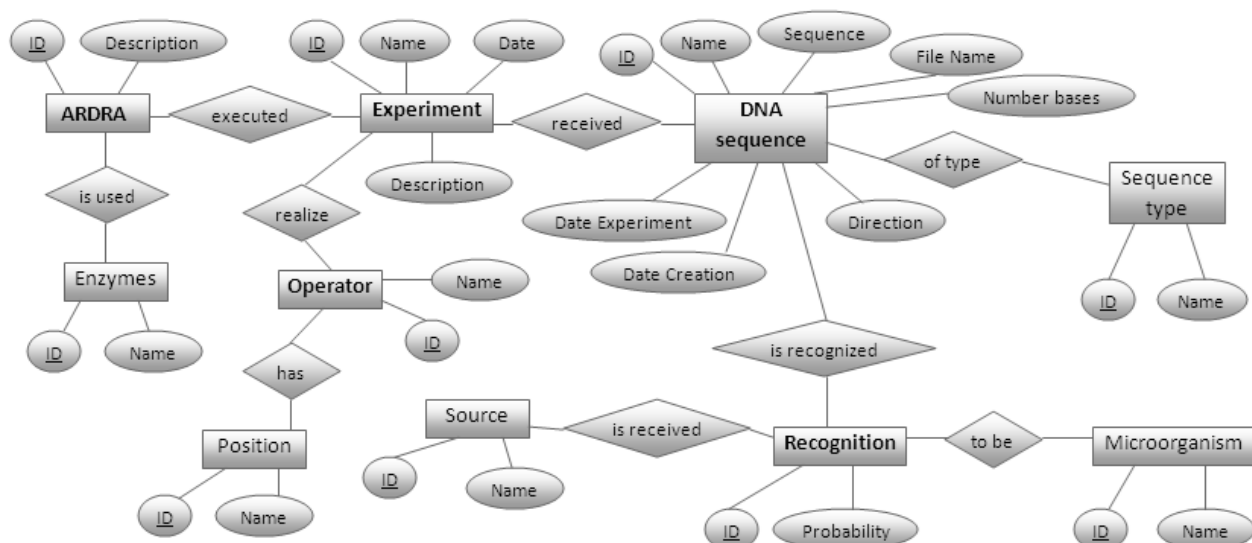 ID
Description
ID
Name
Date
ID
Name
Sequence
File Name
Number bases
ARDRA
executed
Experiment
received
DNA
sequence
of type
Sequence
type
is used
realize
Description
Date Experiment
Date Creation
Direction
Enzymes
Operator
Name
ID
ID
Name
ID
Name
has
is recognized
Position
ID
Name
Source
is received
Recognition
to be
Microorganism
ID
Name
ID
Probability
ID
Name